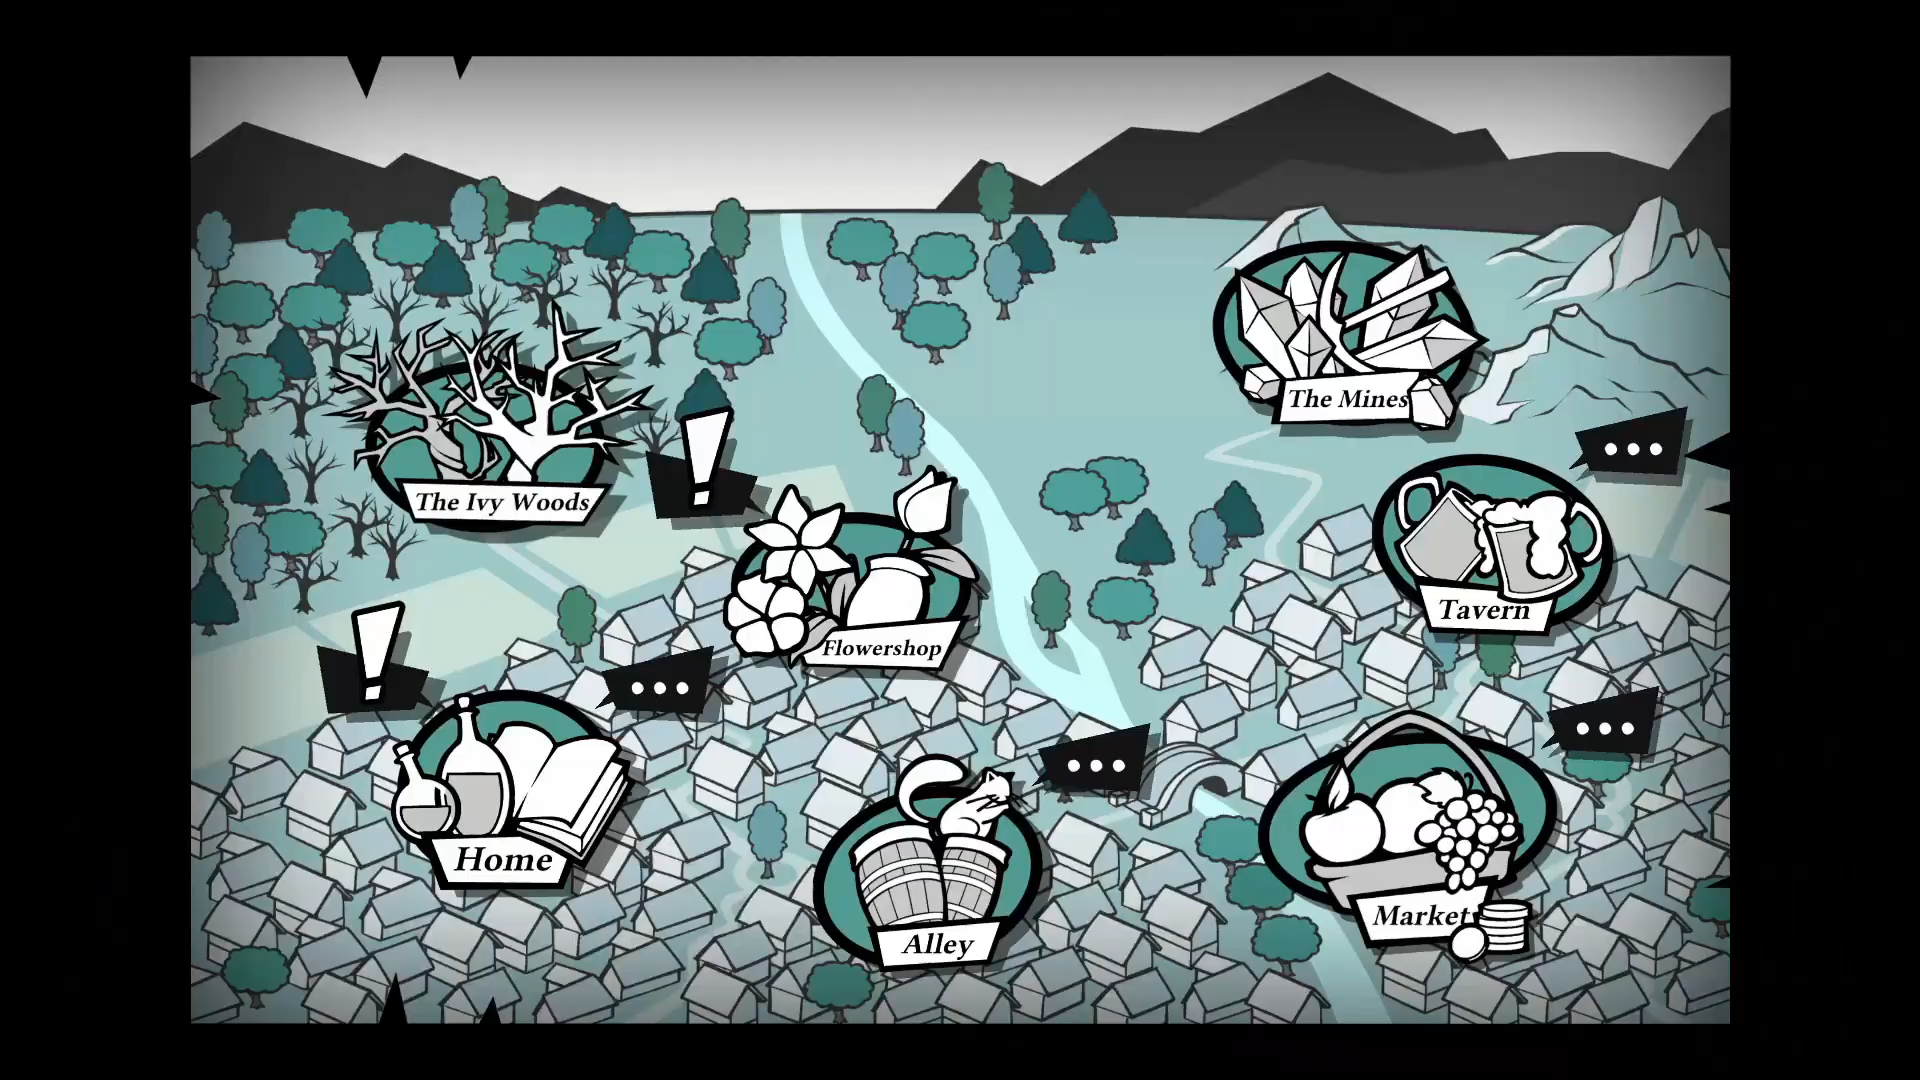 The Mines
The Ivy Woods
Tavern
Flowershop
Home
Market
Alley